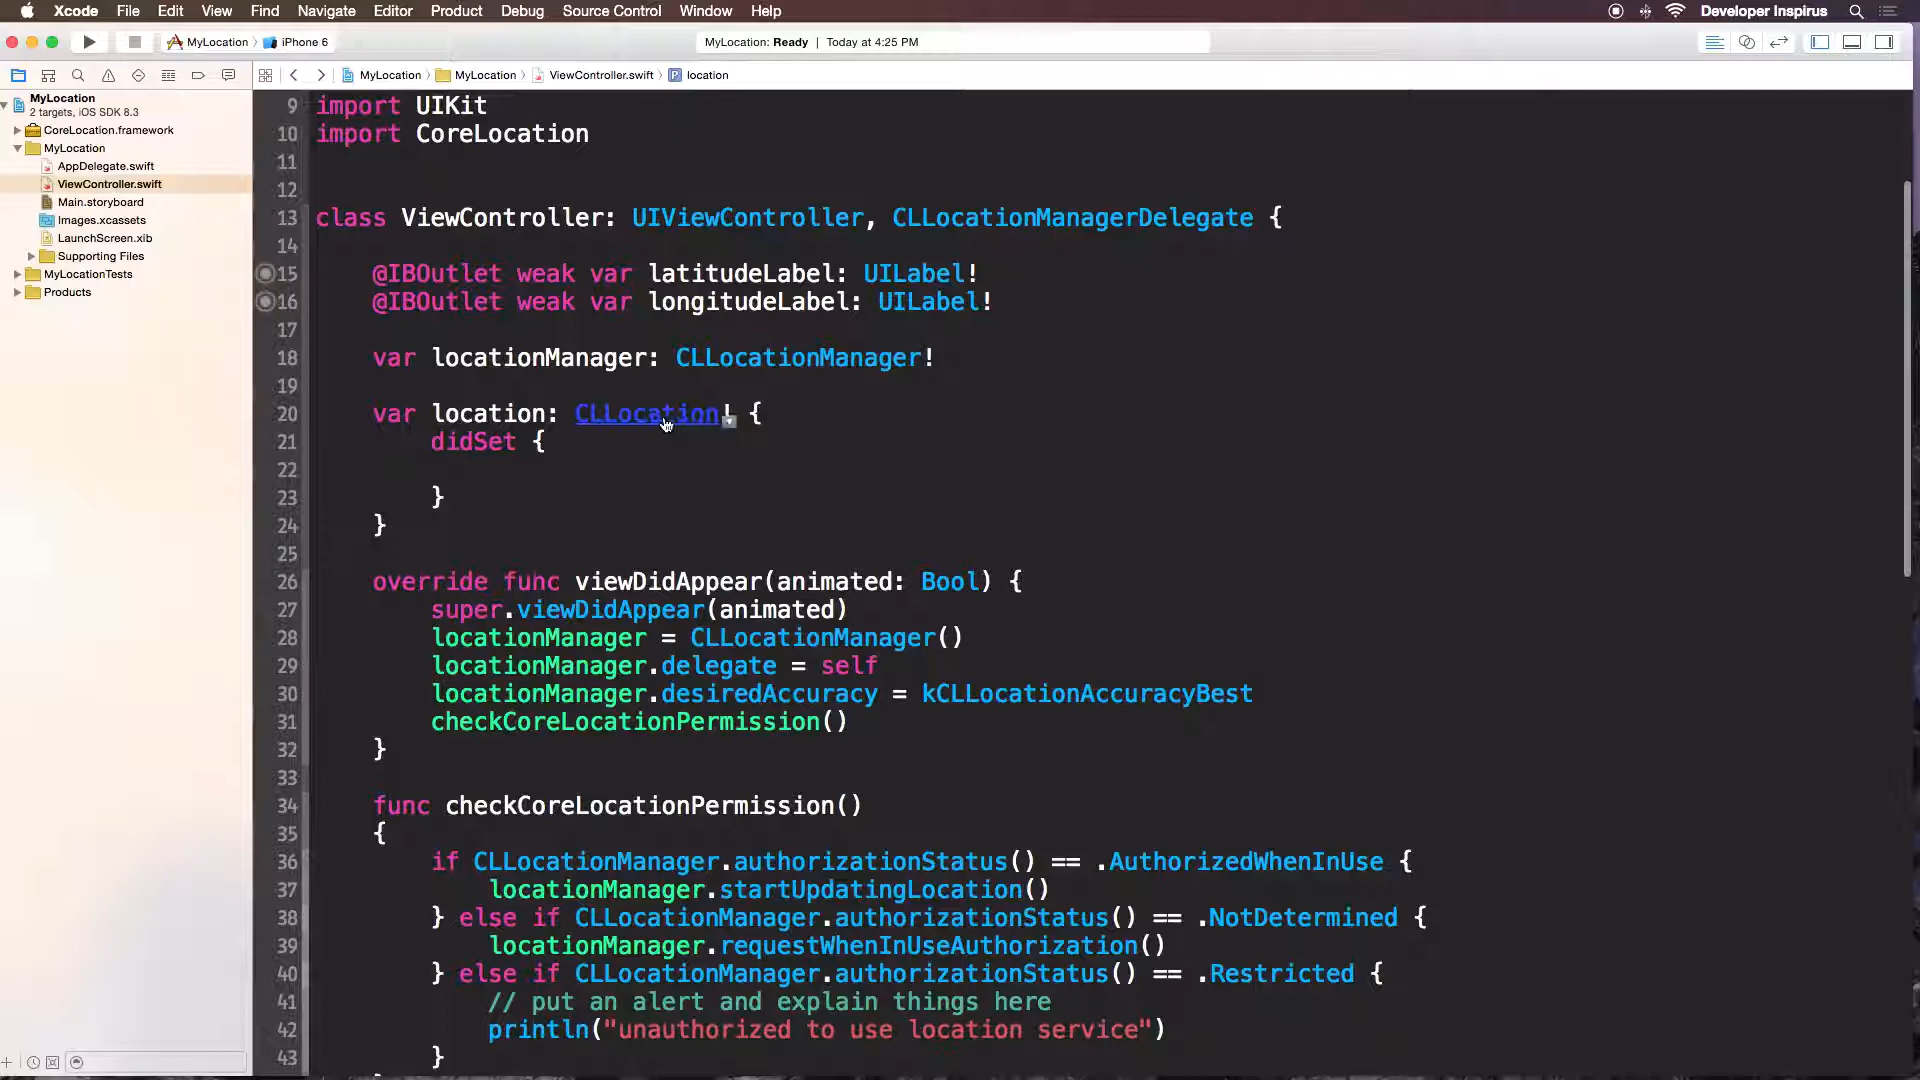 Xcode File Edit View Find Navigate Editor Product Debug Source Control Window Help Developer Inspirus
MyLocation iPhone 6 MyLocation: Ready | Today at 4:25 PM
MyLocation MyLocation ViewController.swift P location
MyLocation
2 targets, iOS SDK 8.3
CoreLocation.framework
MyLocation
AppDelegate.swift
ViewController.swift
Main.storyboard
Images.xcassets
LaunchScreen.xib
Supporting Files
MyLocationTests
Products
9 import UIKit
10 import CoreLocation
11
12
13 class ViewController: UIViewController, CLLocationManagerDelegate {
14
15 @IBOutlet weak var latitudeLabel: UILabel!
16 @IBOutlet weak var longitudeLabel: UILabel!
17
18 var locationManager: CLLocationManager!
19
20 var location: CLLocation! {
21 didSet {
22
23 }
24 }
25
26 override func viewDidAppear(animated: Bool) {
27 super.viewDidAppear(animated)
28 locationManager = CLLocationManager()
29 locationManager.delegate = self
30 locationManager.desiredAccuracy = kCLLocationAccuracyBest
31 checkCoreLocationPermission()
32 }
33
34 func checkCoreLocationPermission()
35 {
36 if CLLocationManager.authorizationStatus() == .AuthorizedWhenInUse {
37 locationManager.startUpdatingLocation()
38 } else if CLLocationManager.authorizationStatus() == .NotDetermined {
39 locationManager.requestWhenInUseAuthorization()
40 } else if CLLocationManager.authorizationStatus() == .Restricted {
41 // put an alert and explain things here
42 println("unauthorized to use location service")
43 }